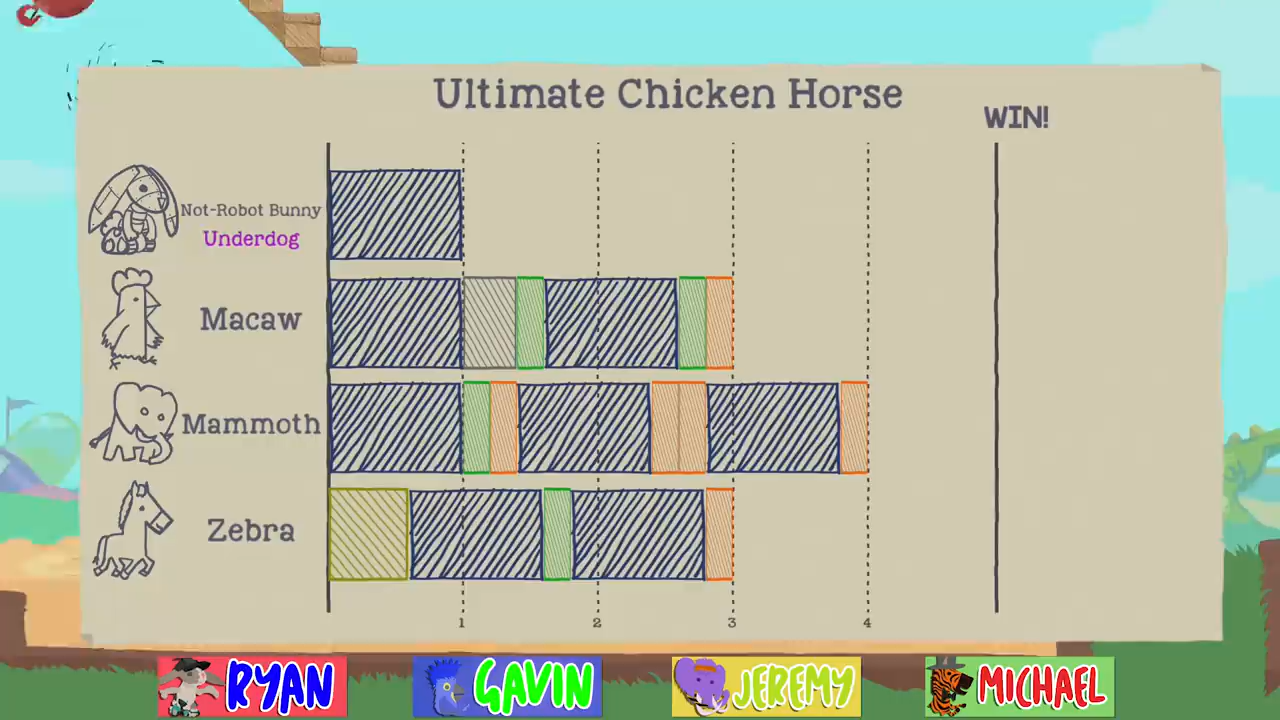 Ultimate Chicken Horse
WIN!
Not-Robot Bunny
Underdog
Macaw
Mammoth
Zebra
1 2 3 4
RYAN GAVIN JEREMY MICHAEL